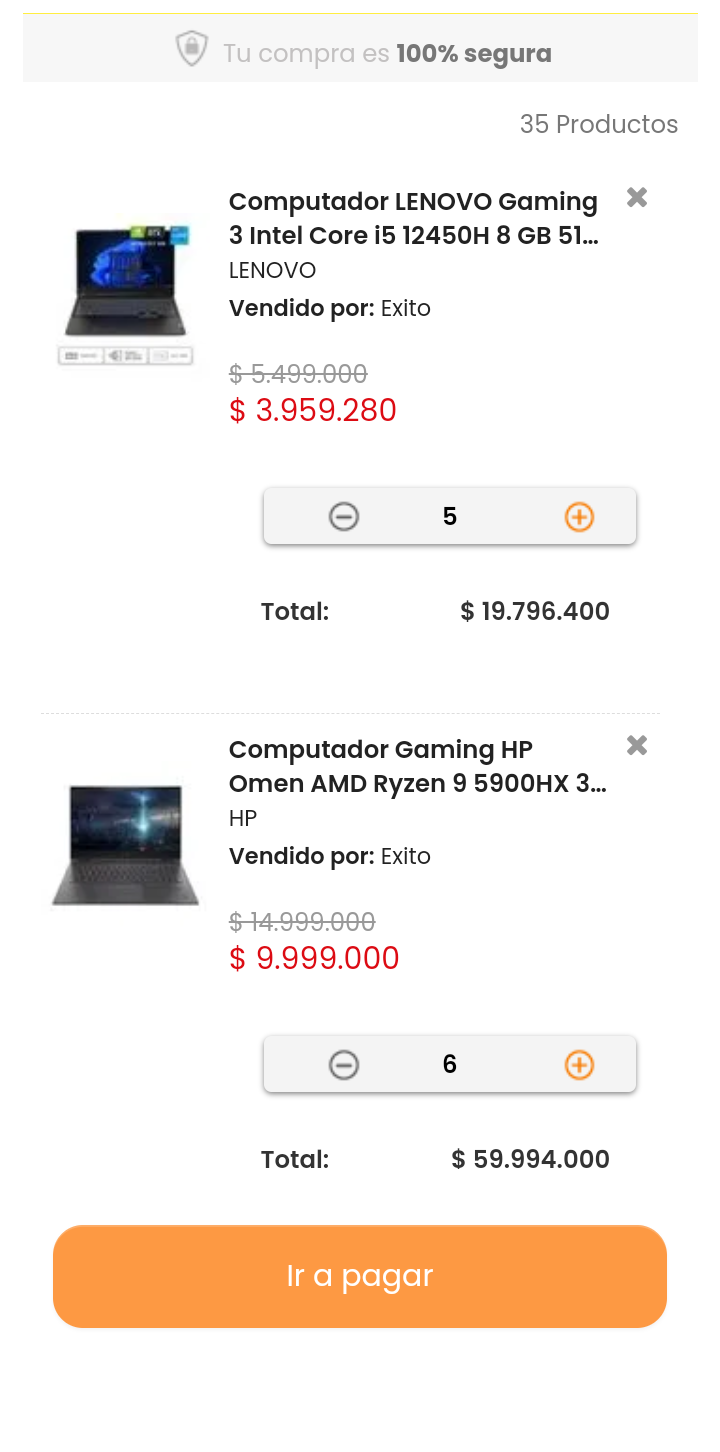 Tu compra es 100% segura
35 Productos
Computador LENOVO Gaming
3 Intel Core i5 12450H 8 GB 51...
LENOVO
Vendido por: Exito
$ 5.499.000
$ 3.959.280
5
Total: $ 19.796.400
Computador Gaming HP
Omen AMD Ryzen 9 5900HX 3...
HP
Vendido por: Exito
$ 14.999.000
$ 9.999.000
6
Total: $ 59.994.000
Ir a pagar